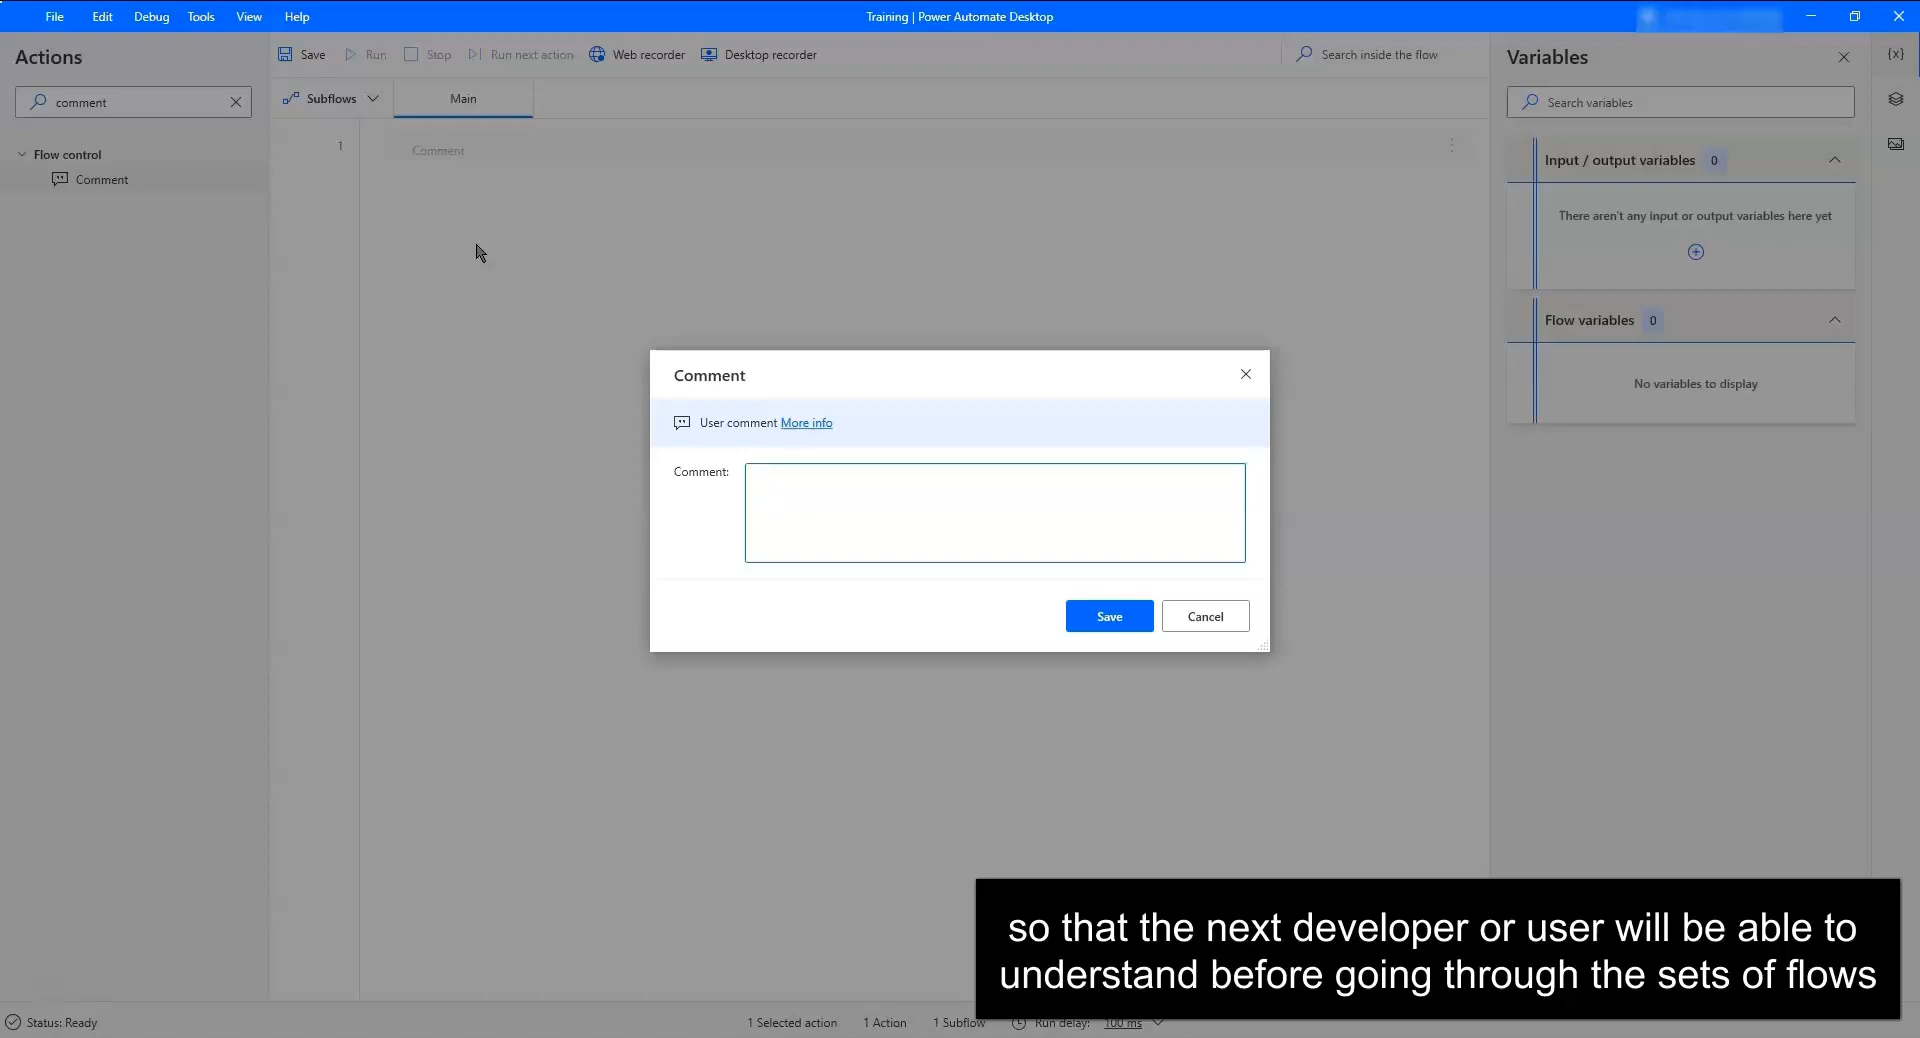 File Edit Debug Tools View Help Training | Power Automate Desktop
Actions
Save Run Stop Run next action Web recorder Desktop recorder Search inside the flow
Variables
{x}
comment
Subflows Main
Search variables
Flow control
Comment
1 Comment
Input / output variables 0
There aren't any input or output variables here yet
Flow variables 0
No variables to display
Comment
User comment More info
Comment:
Save Cancel
so that the next developer or user will be able to
understand before going through the sets of flows
Status: Ready 1 Selected action 1 Action 1 Subflow Run delay: 100 ms